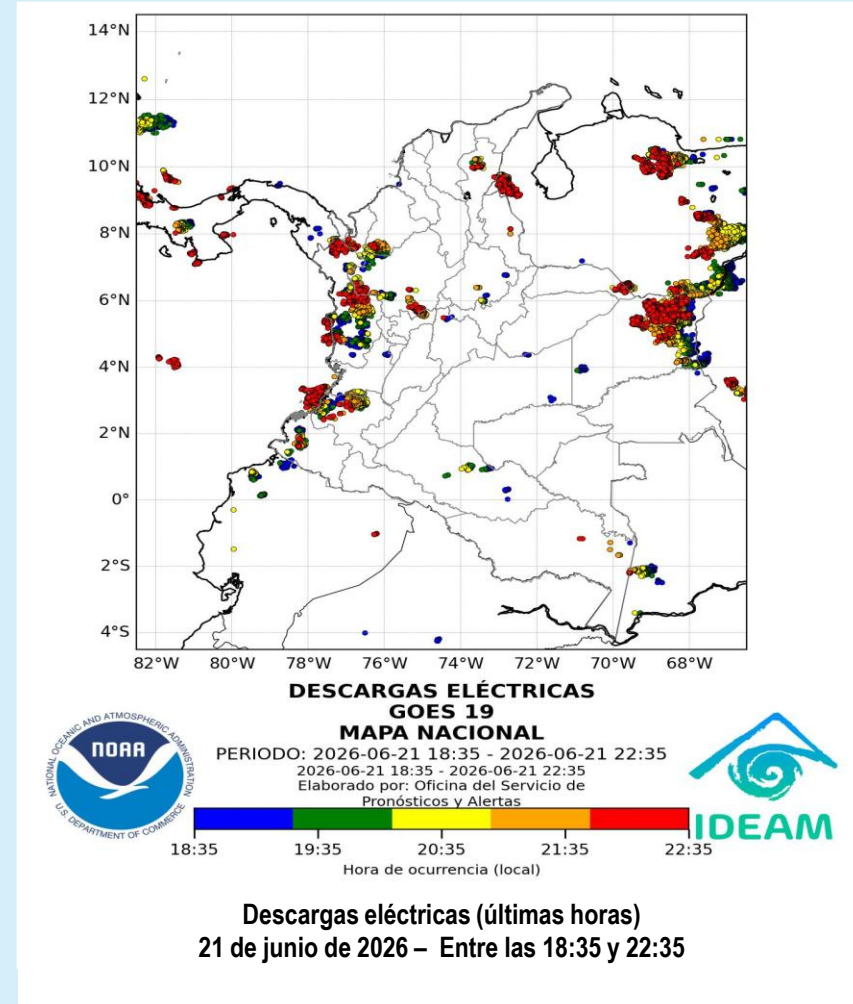 14°N
12°N
10°N
8°N
6°N
4°N
2°N
0°
2°S
4°S
82°W 80°W 78°W 76°W 74°W 72°W 70°W 68°W
DESCARGAS ELÉCTRICAS
GOES 19
MAPA NACIONAL
PERIODO: 2026-06-21 18:35 - 2026-06-21 22:35
2026-06-21 18:35 - 2026-06-21 22:35
Elaborado por: Oficina del Servicio de
Pronósticos y Alertas
NATIONAL OCEANIC AND ATMOSPHERIC ADMINISTRATION
NOAA
U.S. DEPARTMENT OF COMMERCE
IDEAM
18:35 19:35 20:35 21:35 22:35
Hora de ocurrencia (local)
Descargas eléctricas (últimas horas)
21 de junio de 2026 – Entre las 18:35 y 22:35